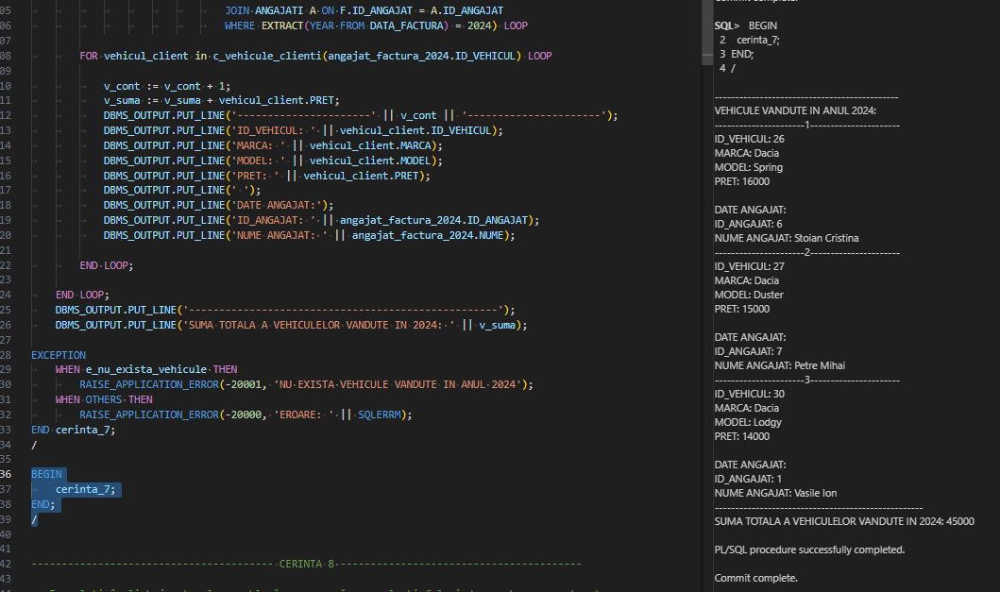 05 JOIN ANGAJATI A ON F.ID_ANGAJAT = A.ID_ANGAJAT
06 WHERE EXTRACT(YEAR FROM DATA_FACTURA) = 2024) LOOP
07
08 FOR vehicul_client in c_vehicule_clienti(angajat_factura_2024.ID_VEHICUL) LOOP
09
10 v_cont := v_cont + 1;
11 v_suma := v_suma + vehicul_client.PRET;
12 DBMS_OUTPUT.PUT_LINE('----------------------' || v_cont || '----------------------');
13 DBMS_OUTPUT.PUT_LINE('ID_VEHICUL: ' || vehicul_client.ID_VEHICUL);
14 DBMS_OUTPUT.PUT_LINE('MARCA: ' || vehicul_client.MARCA);
15 DBMS_OUTPUT.PUT_LINE('MODEL: ' || vehicul_client.MODEL);
16 DBMS_OUTPUT.PUT_LINE('PRET: ' || vehicul_client.PRET);
17 DBMS_OUTPUT.PUT_LINE(' ');
18 DBMS_OUTPUT.PUT_LINE('DATE ANGAJAT:');
19 DBMS_OUTPUT.PUT_LINE('ID_ANGAJAT: ' || angajat_factura_2024.ID_ANGAJAT);
20 DBMS_OUTPUT.PUT_LINE('NUME ANGAJAT: ' || angajat_factura_2024.NUME);
21
22 END LOOP;
23
24 END LOOP;
25 DBMS_OUTPUT.PUT_LINE('---------------------------------------------------');
26 DBMS_OUTPUT.PUT_LINE('SUMA TOTALA A VEHICULELOR VANDUTE IN 2024: ' || v_suma);
27
28 EXCEPTION
29 WHEN e_nu_exista_vehicule THEN
30 RAISE_APPLICATION_ERROR(-20001, 'NU EXISTA VEHICULE VANDUTE IN ANUL 2024');
31 WHEN OTHERS THEN
32 RAISE_APPLICATION_ERROR(-20000, 'EROARE: ' || SQLERRM);
33 END cerinta_7;
34 /
35
36 BEGIN
37 cerinta_7;
38 END;
39 /
40
41
42 ---------------------------------------- CERINTA 8----------------------------------------
43
Commit complete.
SQL> BEGIN
2 cerinta_7;
3 END;
4 /
---------------------------------------------
VEHICULE VANDUTE IN ANUL 2024:
----------------------1----------------------
ID_VEHICUL: 26
MARCA: Dacia
MODEL: Spring
PRET: 16000
DATE ANGAJAT:
ID_ANGAJAT: 6
NUME ANGAJAT: Stoian Cristina
----------------------2----------------------
ID_VEHICUL: 27
MARCA: Dacia
MODEL: Duster
PRET: 15000
DATE ANGAJAT:
ID_ANGAJAT: 7
NUME ANGAJAT: Petre Mihai
----------------------3----------------------
ID_VEHICUL: 30
MARCA: Dacia
MODEL: Lodgy
PRET: 14000
DATE ANGAJAT:
ID_ANGAJAT: 1
NUME ANGAJAT: Vasile Ion
---------------------------------------------------
SUMA TOTALA A VEHICULELOR VANDUTE IN 2024: 45000
PL/SQL procedure successfully completed.
Commit complete.